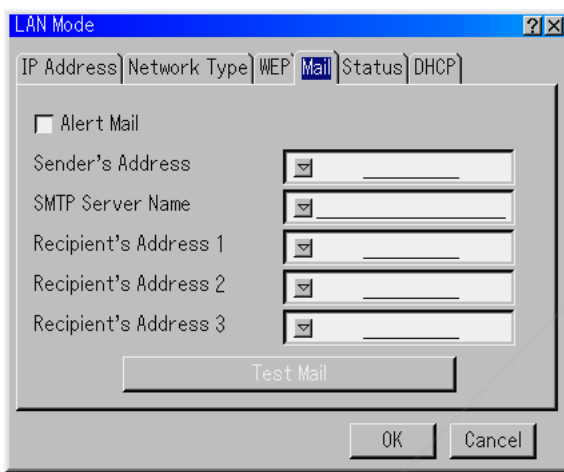 LAN Mode
IP Address Network Type WEP Mail Status DHCP
Alert Mail
Sender's Address
SMTP Server Name
Recipient's Address 1
Recipient's Address 2
Recipient's Address 3
Test Mail
OK Cancel